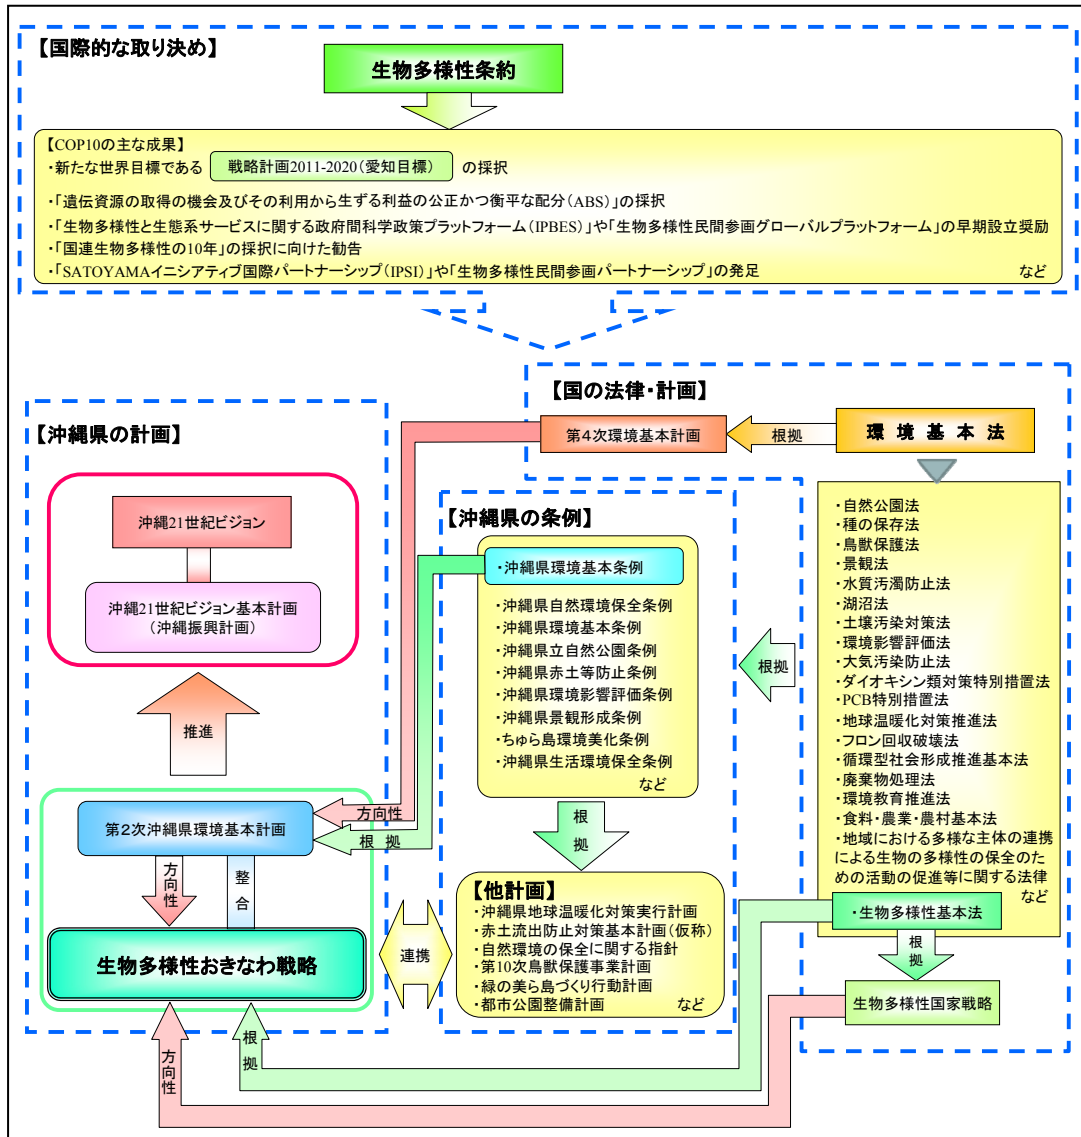 【国際的な取り決め】
生物多様性条約
【COP10の主な成果】
・新たな世界目標である 戦略計画2011-2020(愛知目標) の採択
・「遺伝資源の取得の機会及びその利用から生ずる利益の公正かつ衡平な配分(ABS)」の採択
・「生物多様性と生態系サービスに関する政府間科学政策プラットフォーム(IPBES)」や「生物多様性民間参画グローバルプラットフォーム」の早期設立奨励
・「国連生物多様性の10年」の採択に向けた勧告
・「SATOYAMAイニシアティブ国際パートナーシップ(IPSI)」や「生物多様性民間参画パートナーシップ」の発足 など
【国の法律・計画】
第4次環境基本計画
根拠
環境基本法
・自然公園法
・種の保存法
・鳥獣保護法
・景観法
・水質汚濁防止法
・湖沼法
・土壌汚染対策法
・環境影響評価法
・大気汚染防止法
・ダイオキシン類対策特別措置法
・PCB特別措置法
・地球温暖化対策推進法
・フロン回収破壊法
・循環型社会形成推進基本法
・廃棄物処理法
・環境教育推進法
・食料・農業・農村基本法
・地域における多様な主体の連携
による生物の多様性の保全のた
めの活動の促進等に関する法律
など
・生物多様性基本法
根拠
生物多様性国家戦略
根拠
【沖縄県の条例】
・沖縄県環境基本条例
・沖縄県自然環境保全条例
・沖縄県環境基本条例
・沖縄県立自然公園条例
・沖縄県赤土等防止条例
・沖縄県環境影響評価条例
・沖縄県景観形成条例
・ちゅら島環境美化条例
・沖縄県生活環境保全条例
など
根拠
【他計画】
・沖縄県地球温暖化対策実行計画
・赤土流出防止対策基本計画(仮称)
・自然環境の保全に関する指針
・第10次鳥獣保護事業計画
・緑の美ら島づくり行動計画
・都市公園整備計画 など
連携
【沖縄県の計画】
沖縄21世紀ビジョン
沖縄21世紀ビジョン基本計画
(沖縄振興計画)
推進
方向性
根拠
第2次沖縄県環境基本計画
方向性
整合
生物多様性おきなわ戦略
方向性
根拠